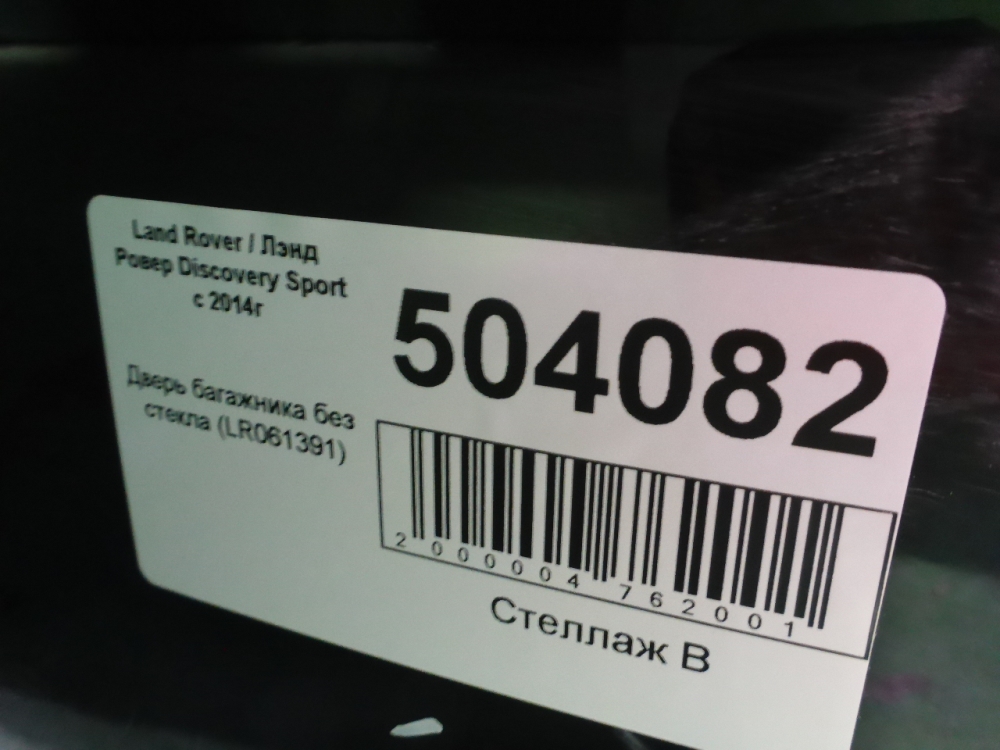 Land Rover / Лэнд
Ровер Discovery Sport
с 2014г
504082
Дверь багажника без
стекла (LR061391)
2 000004 762001
Стеллаж В